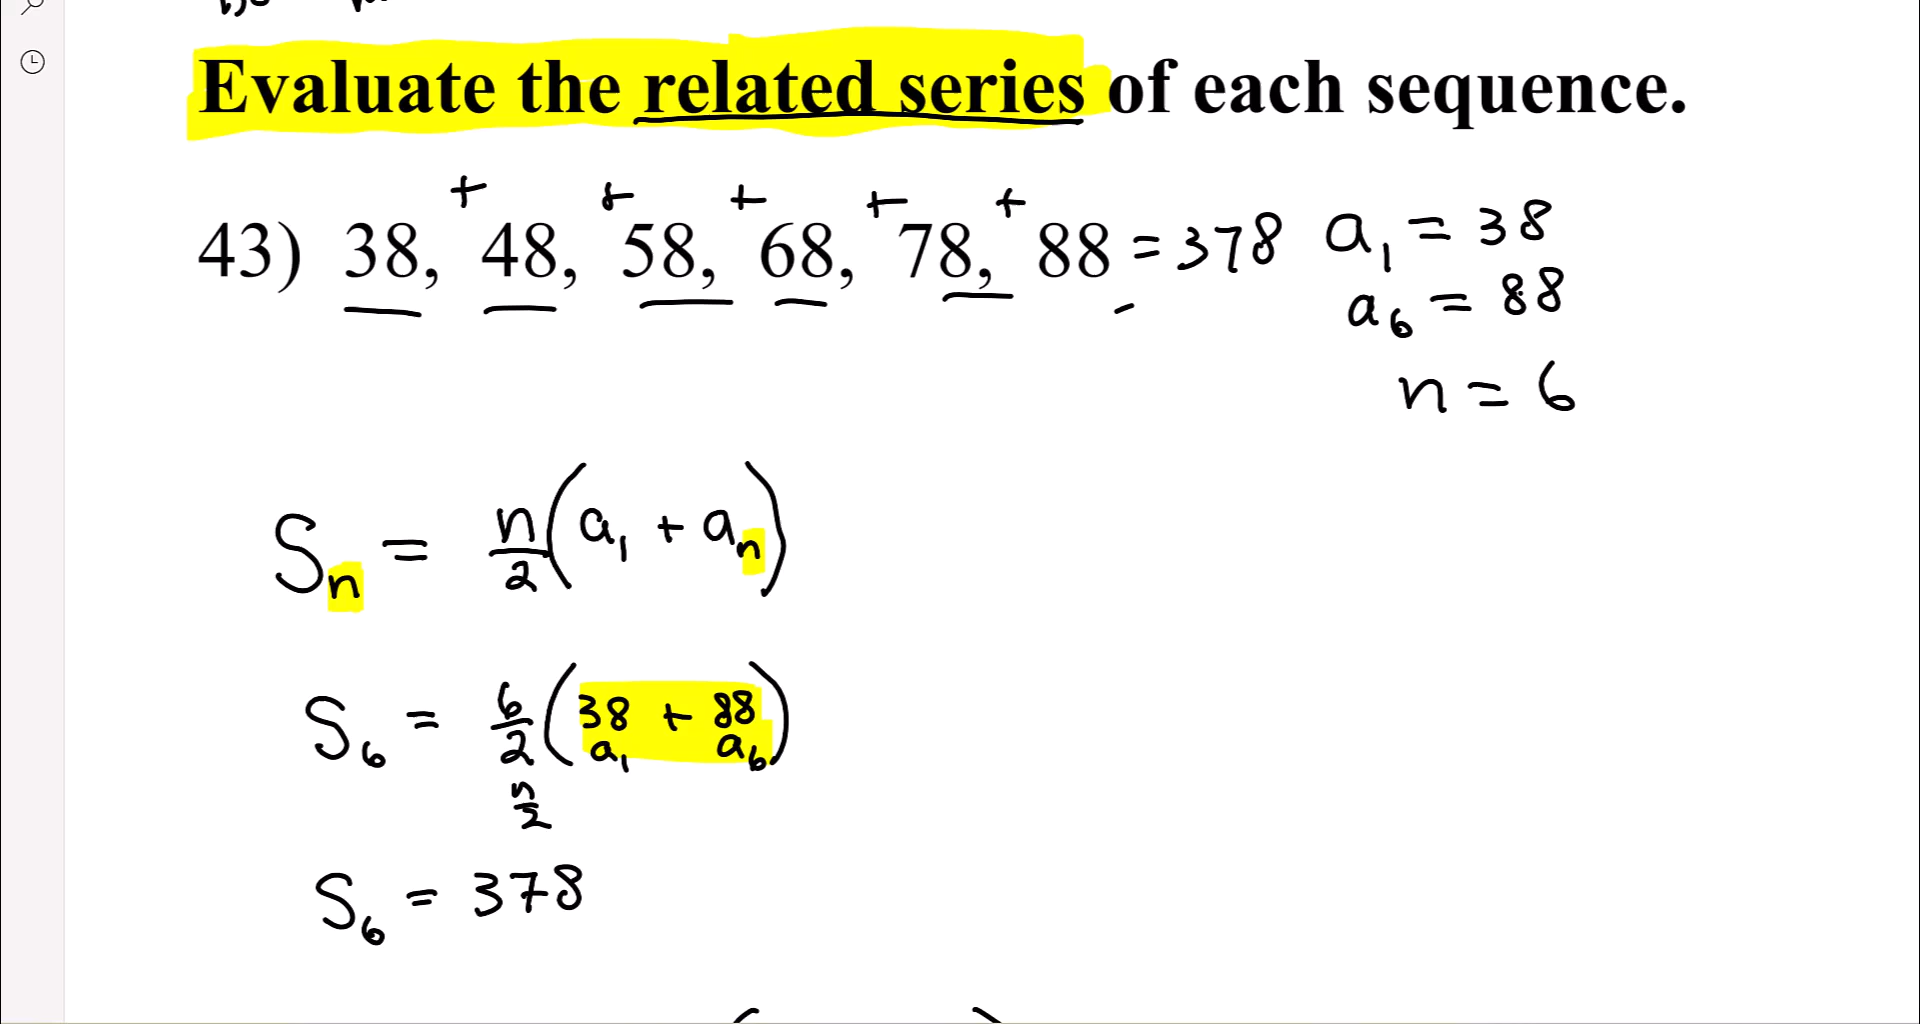 Evaluate the related series of each sequence.
+ + + + +
43) 38, 48, 58, 68, 78, 88 = 378 a₁ = 38
a₆ = 88
n = 6
Sₙ = n/2 (a₁ + aₙ)
S₆ = 6/2 (38 + 88)
a₁ a₆
n/2
S₆ = 378